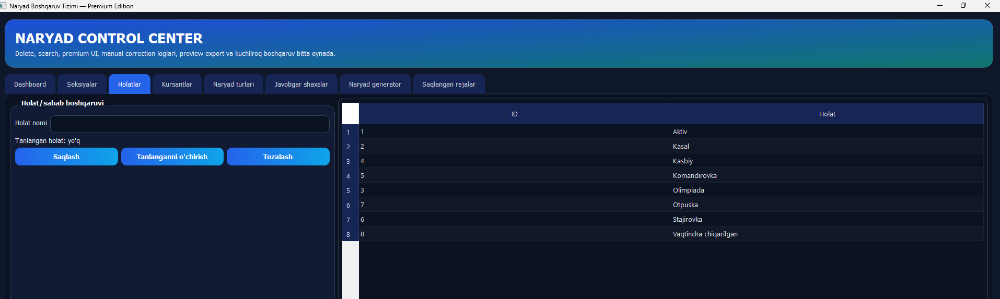 Naryad Boshqaruv Tizimi — Premium Edition
NARYAD CONTROL CENTER
Delete, search, premium UI, manual correction loglari, preview export va kuchliroq boshqaruv bitta oynada.
Dashboard Seksiyalar Holatlar Kursantlar Naryad turlari Javobgar shaxslar Naryad generator Saqlangan rejalar
Holat/sabab boshqaruvi
Holat nomi
Tanlangan holat: yo'q
Saqlash Tanlanganni o'chirish Tozalash
ID Holat
1 1 Aktiv
2 2 Kasal
3 4 Kasbiy
4 5 Komandirovka
5 3 Olimpiada
6 7 Otpuska
7 6 Stajirovka
8 8 Vaqtincha chiqarilgan